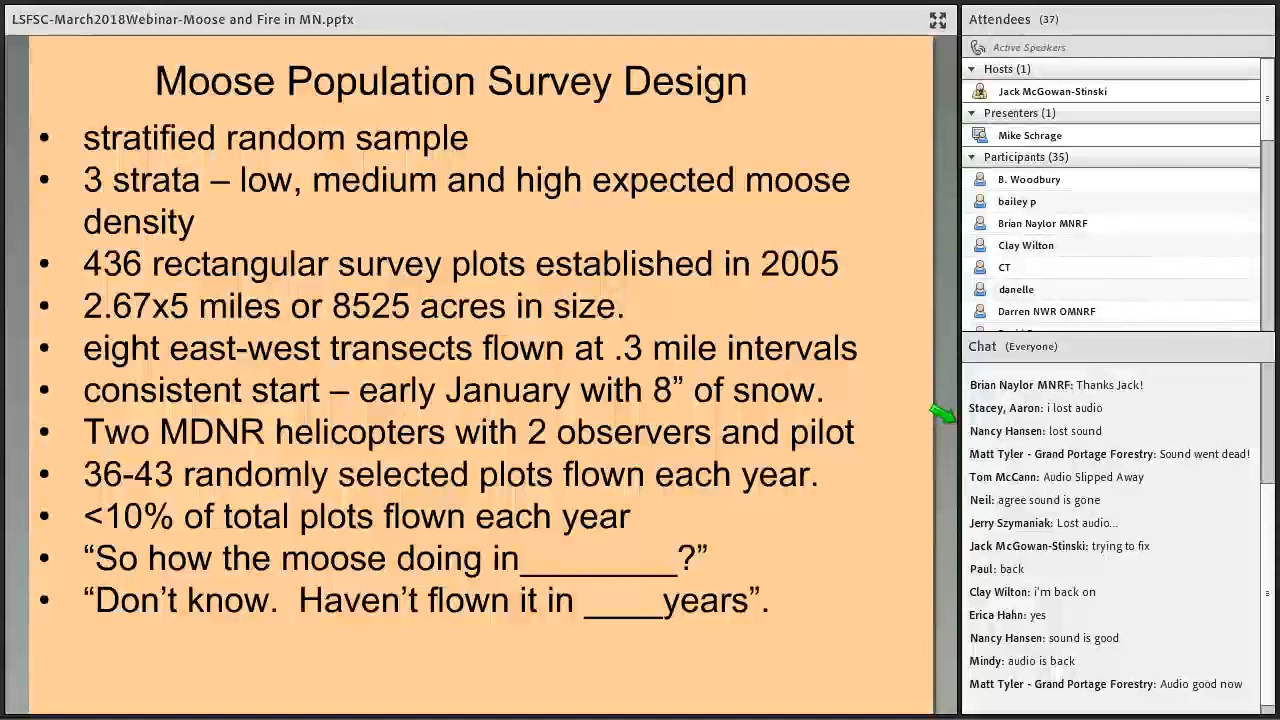 LSFSC-March2018Webinar-Moose and Fire in MN.pptx
Moose Population Survey Design
• stratified random sample
• 3 strata – low, medium and high expected moose
density
• 436 rectangular survey plots established in 2005
• 2.67x5 miles or 8525 acres in size.
• eight east-west transects flown at .3 mile intervals
• consistent start – early January with 8” of snow.
• Two MDNR helicopters with 2 observers and pilot
• 36-43 randomly selected plots flown each year.
• <10% of total plots flown each year
• “So how the moose doing in________?”
• “Don’t know.  Haven’t flown it in ____years”.
Attendees (37)
Active Speakers
Hosts (1)
Jack McGowan-Stinski
Presenters (1)
Mike Schrage
Participants (35)
B. Woodbury
bailey p
Brian Naylor MNRF
Clay Wilton
CT
danelle
Darren NWR OMNRF
Chat (Everyone)
Brian Naylor MNRF: Thanks Jack!
Stacey, Aaron: i lost audio
Nancy Hansen: lost sound
Matt Tyler - Grand Portage Forestry: Sound went dead!
Tom McCann: Audio Slipped Away
Neil: agree sound is gone
Jerry Szymaniak: Lost audio...
Jack McGowan-Stinski: trying to fix
Paul: back
Clay Wilton: i'm back on
Erica Hahn: yes
Nancy Hansen: sound is good
Mindy: audio is back
Matt Tyler - Grand Portage Forestry: Audio good now